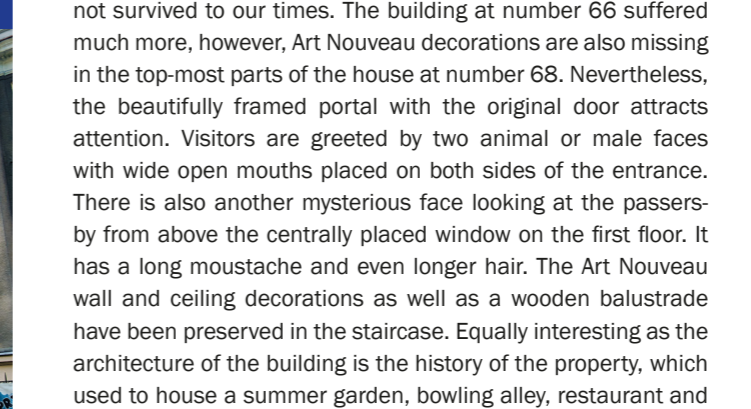 not survived to our times. The building at number 66 suffered
much more, however, Art Nouveau decorations are also missing
in the top-most parts of the house at number 68. Nevertheless,
the beautifully framed portal with the original door attracts
attention. Visitors are greeted by two animal or male faces
with wide open mouths placed on both sides of the entrance.
There is also another mysterious face looking at the passers-
by from above the centrally placed window on the first floor. It
has a long moustache and even longer hair. The Art Nouveau
wall and ceiling decorations as well as a wooden balustrade
have been preserved in the staircase. Equally interesting as the
architecture of the building is the history of the property, which
used to house a summer garden, bowling alley, restaurant and